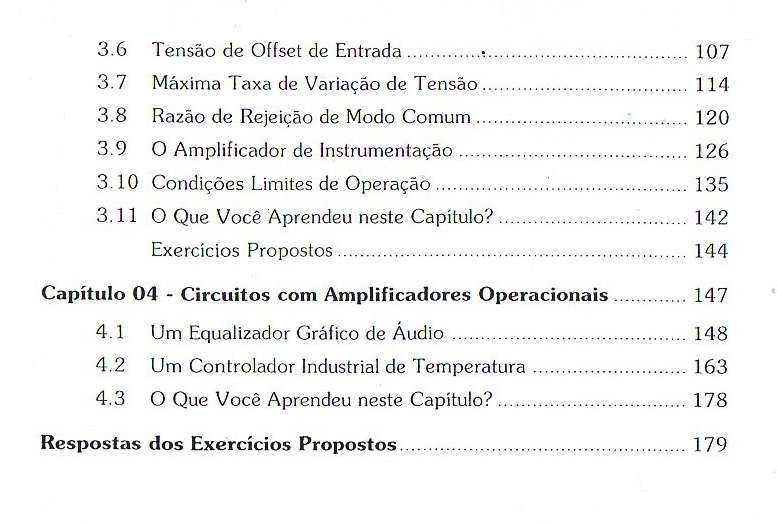 3.6 Tensão de Offset de Entrada ........................................ 107
3.7 Máxima Taxa de Variação de Tensão ............................. 114
3.8 Razão de Rejeição de Modo Comum .............................. 120
3.9 O Amplificador de Instrumentação ................................ 126
3.10 Condições Limites de Operação .................................... 135
3.11 O Que Você Aprendeu neste Capítulo? ........................... 142
Exercícios Propostos .................................................. 144
Capítulo 04 - Circuitos com Amplificadores Operacionais ............ 147
4.1 Um Equalizador Gráfico de Áudio ................................. 148
4.2 Um Controlador Industrial de Temperatura ...................... 163
4.3 O Que Você Aprendeu neste Capítulo? ........................... 178
Respostas dos Exercícios Propostos ......................................... 179